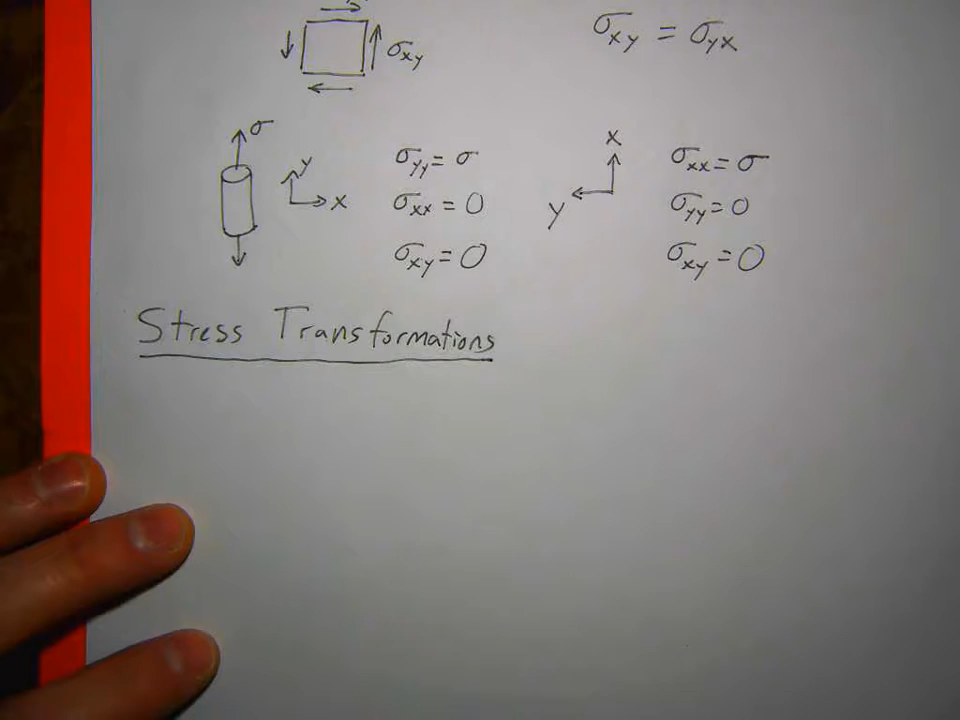 σxy σxy = σyx
σ
y σyy = σ x σxx = σ
x σxx = 0 y σyy = 0
σxy = 0 σxy = 0
Stress Transformations